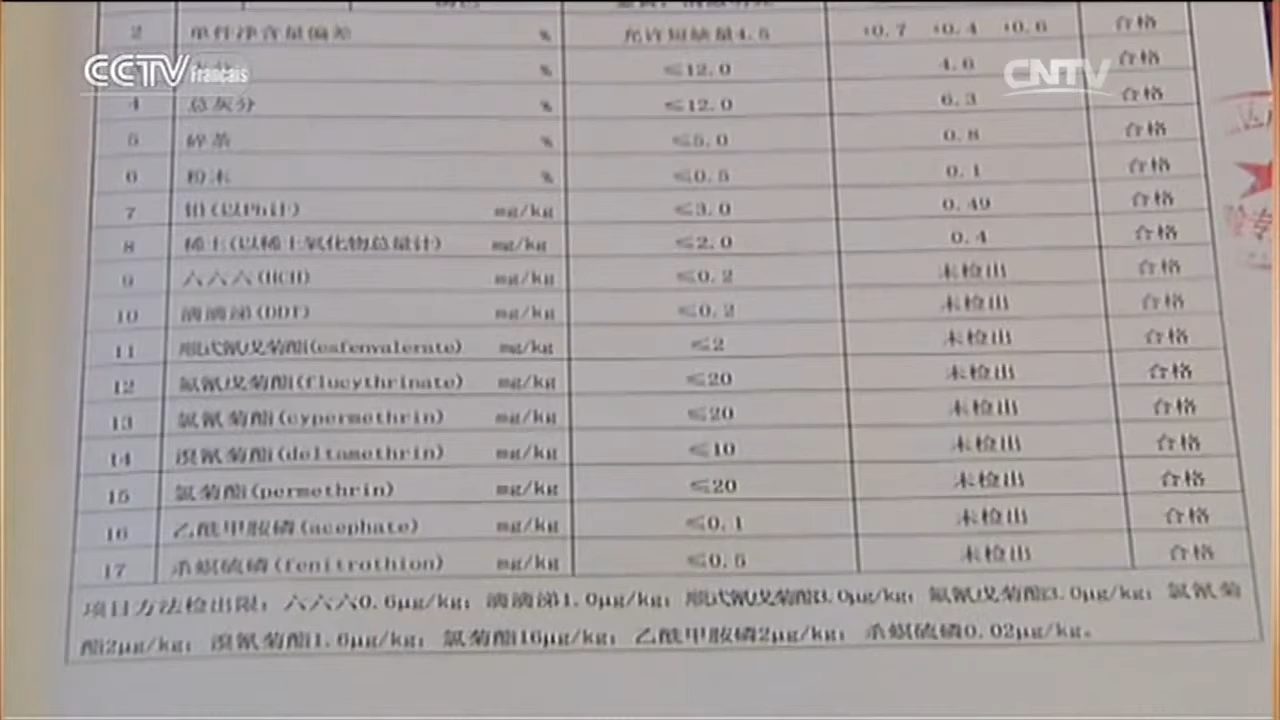 2 单件净含量偏差 % 允许短缺量4.5 +0.7 +0.4 +0.6 合格
CCTV Français
CNTV
% ≤12.0 4.6 合格
4 总灰分 % ≤12.0 6.3 合格
5 碎茶 % ≤5.0 0.8 合格
6 粉末 % ≤0.5 0.1 合格
7 铅(以Pb计) mg/kg ≤3.0 0.49 合格
8 稀土(以稀土氧化物总量计) mg/kg ≤2.0 0.4 合格
9 六六六(HCH) mg/kg ≤0.2 未检出 合格
10 滴滴涕(DDT) mg/kg ≤0.2 未检出 合格
11 顺式氰戊菊酯(esfenvalerate) mg/kg ≤2 未检出 合格
12 氟氰戊菊酯(flucythrinate) mg/kg ≤20 未检出 合格
13 氯氰菊酯(cypermethrin) mg/kg ≤20 未检出 合格
14 溴氰菊酯(deltamethrin) mg/kg ≤10 未检出 合格
15 氯菊酯(permethrin) mg/kg ≤20 未检出 合格
16 乙酰甲胺磷(acephate) mg/kg ≤0.1 未检出 合格
17 杀螟硫磷(fenitrothion) mg/kg ≤0.5 未检出 合格
项目方法检出限：六六六0.6μg/kg；滴滴涕1.0μg/kg；顺式氰戊菊酯3.0μg/kg；氟氰戊菊酯3.0μg/kg；氯氰菊
酯2μg/kg；溴氰菊酯1.6μg/kg；氯菊酯16μg/kg；乙酰甲胺磷2μg/kg；杀螟硫磷0.02μg/kg。